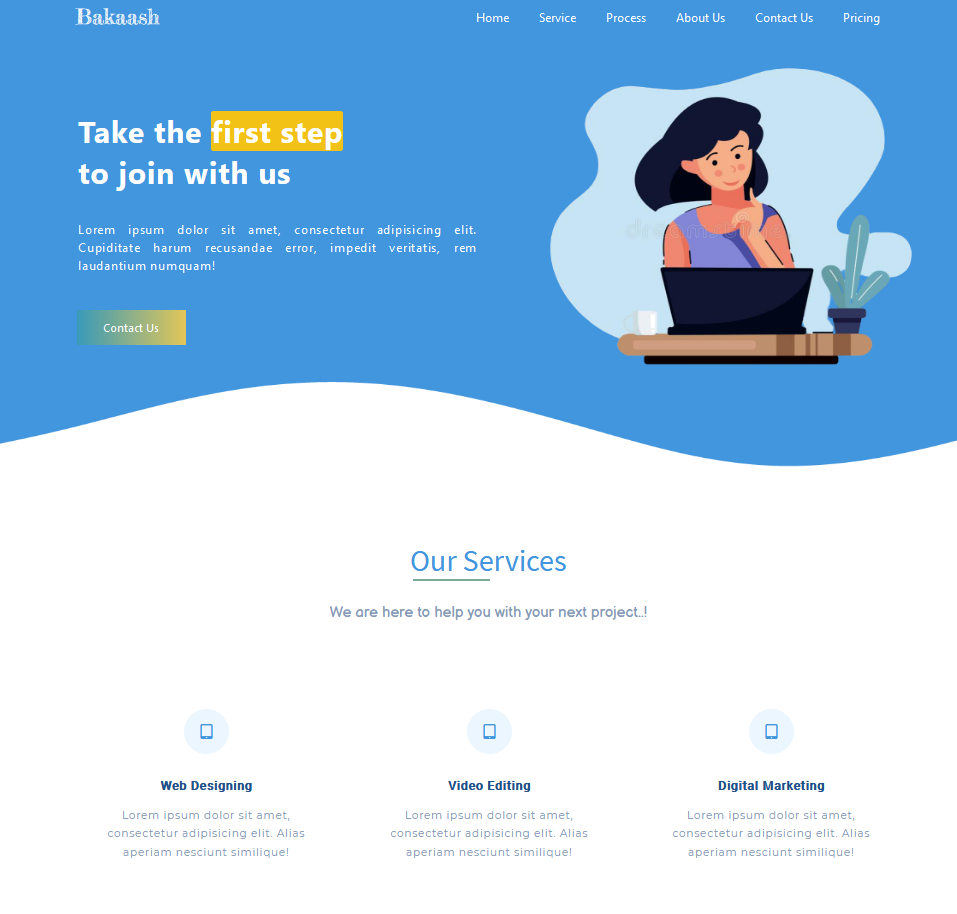 Bakaash
Home Service Process About Us Contact Us Pricing
Take the first step
to join with us
Lorem ipsum dolor sit amet, consectetur adipisicing elit.
Cupiditate harum recusandae error, impedit veritatis, rem
laudantium numquam!
Contact Us
Our Services
We are here to help you with your next project..!
Web Designing
Lorem ipsum dolor sit amet,
consectetur adipisicing elit. Alias
aperiam nesciunt similique!
Video Editing
Lorem ipsum dolor sit amet,
consectetur adipisicing elit. Alias
aperiam nesciunt similique!
Digital Marketing
Lorem ipsum dolor sit amet,
consectetur adipisicing elit. Alias
aperiam nesciunt similique!